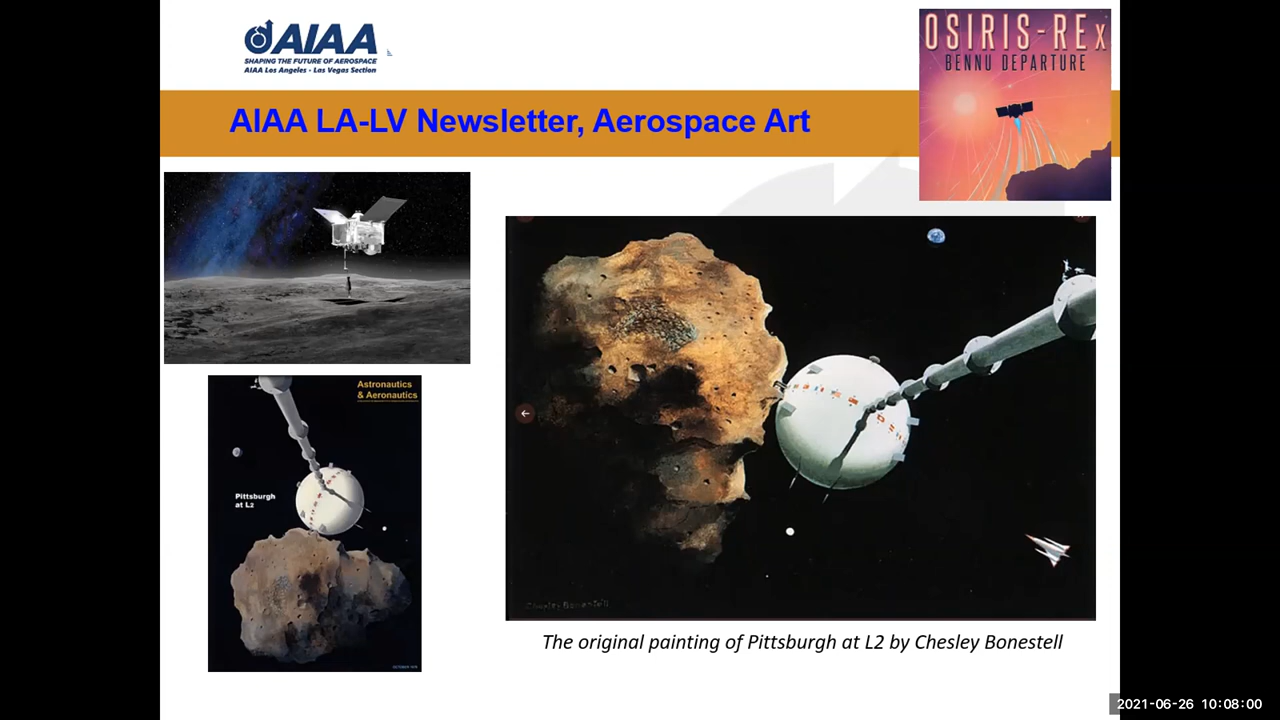 AIAA
SHAPING THE FUTURE OF AEROSPACE
AIAA Los Angeles - Las Vegas Section
OSIRIS-REx
BENNU DEPARTURE
AIAA LA-LV Newsletter, Aerospace Art
Astronautics
& Aeronautics
Pittsburgh
at L2
Chesley Bonestell
The original painting of Pittsburgh at L2 by Chesley Bonestell
2021-06-26 10:08:00